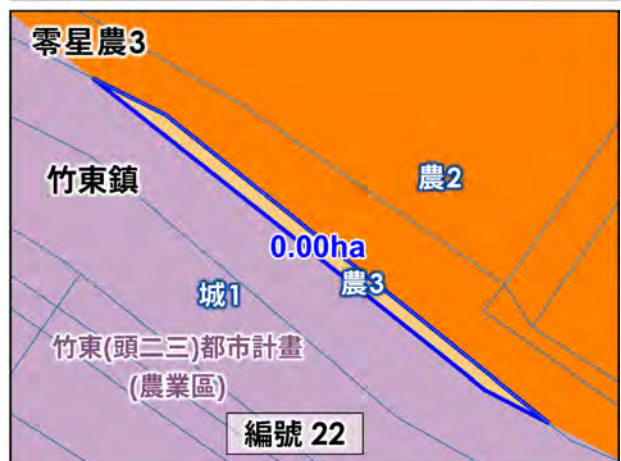 零星農3
竹東鎮
農2
0.00ha
農3
城1
竹東(頭二三)都市計畫
(農業區)
編號 22